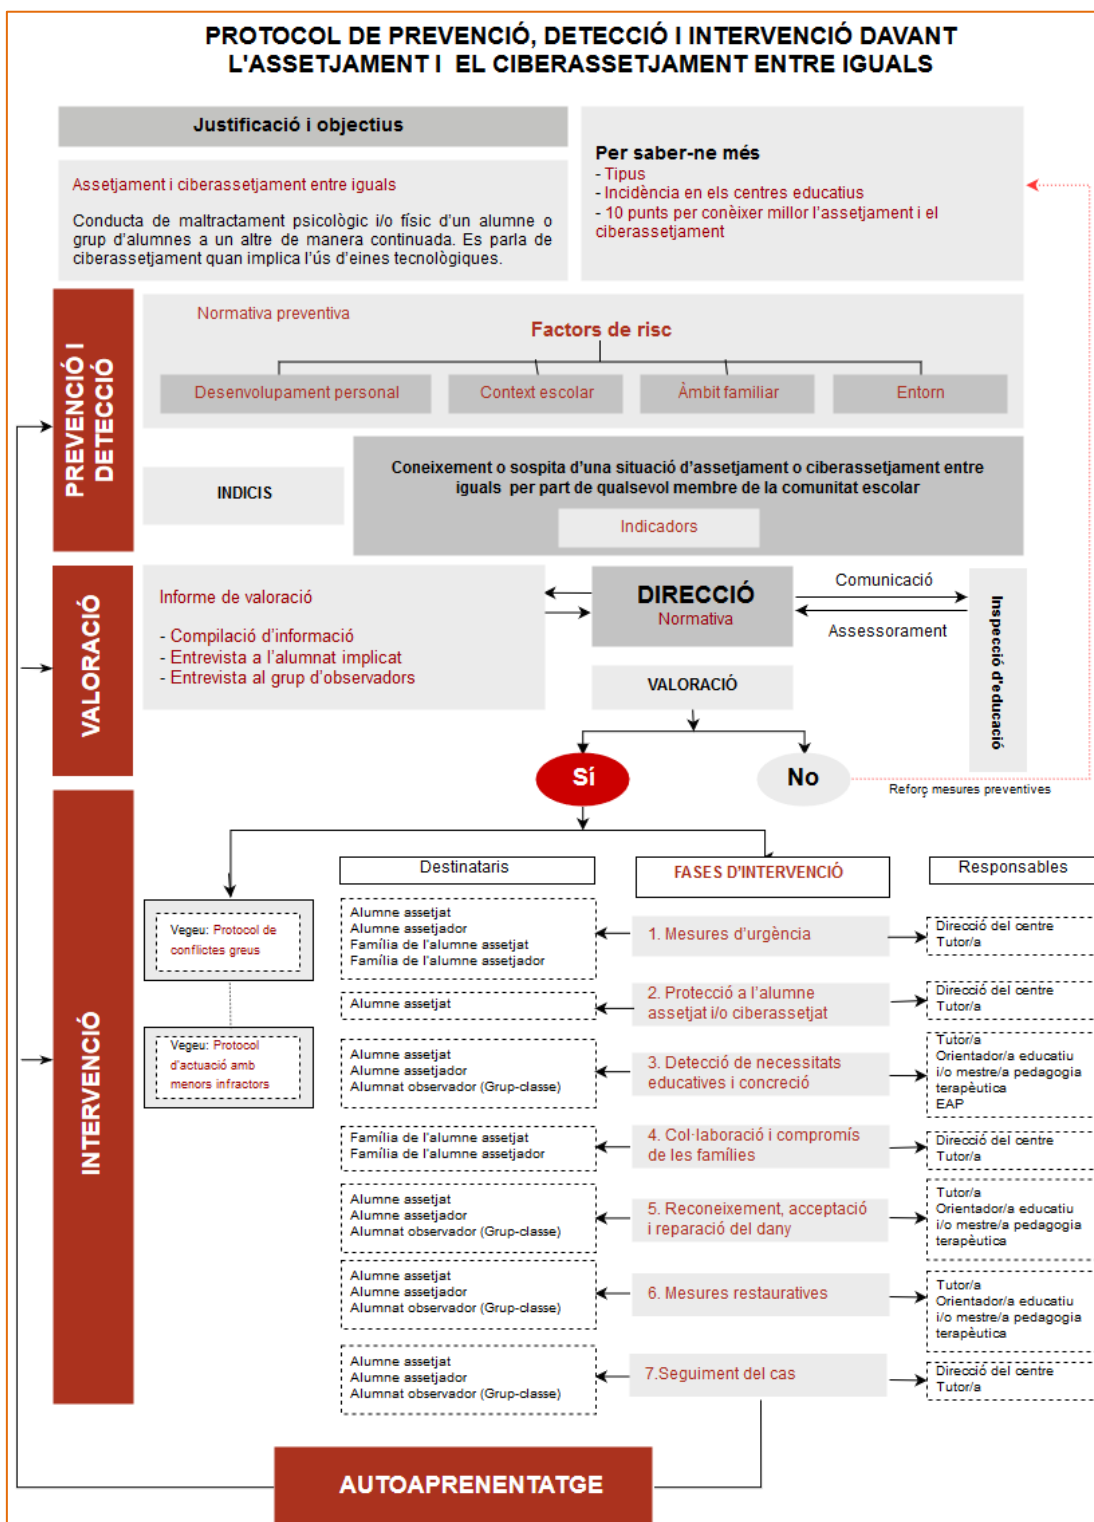 PROTOCOL DE PREVENCIÓ, DETECCIÓ I INTERVENCIÓ DAVANT
L'ASSETJAMENT I EL CIBERASSETJAMENT ENTRE IGUALS
Justificació i objectius
Assetjament i ciberassetjament entre iguals
Conducta de maltractament psicològic i/o físic d'un alumne o
grup d'alumnes a un altre de manera continuada. Es parla de
ciberassetjament quan implica l'ús d'eines tecnològiques.
Per saber-ne més
- Tipus
- Incidència en els centres educatius
- 10 punts per conèixer millor l'assetjament i el
ciberassetjament
PREVENCIÓ I
DETECCIÓ
Normativa preventiva
Factors de risc
Desenvolupament personal
Context escolar
Àmbit familiar
Entorn
INDICIS
Coneixement o sospita d'una situació d'assetjament o ciberassetjament entre
iguals per part de qualsevol membre de la comunitat escolar
Indicadors
VALORACIÓ
Informe de valoració
- Compilació d'informació
- Entrevista a l'alumnat implicat
- Entrevista al grup d'observadors
DIRECCIÓ
Normativa
Comunicació
Assessorament
Inspecció d'educació
VALORACIÓ
Sí
No
Reforç mesures preventives
INTERVENCIÓ
Vegeu: Protocol de
conflictes greus
Vegeu: Protocol
d'actuació amb
menors infractors
Destinataris
FASES D'INTERVENCIÓ
Responsables
Alumne assetjat
Alumne assetjador
Família de l'alumne assetjat
Família de l'alumne assetjador
1. Mesures d'urgència
Direcció del centre
Tutor/a
Alumne assetjat
2. Protecció a l'alumne
assetjat i/o ciberassetjat
Direcció del centre
Tutor/a
Alumne assetjat
Alumne assetjador
Alumnat observador (Grup-classe)
3. Detecció de necessitats
educatives i concreció
Tutor/a
Orientador/a educatiu
i/o mestre/a pedagogia
terapèutica
EAP
Família de l'alumne assetjat
Família de l'alumne assetjador
4. Col·laboració i compromís
de les famílies
Direcció del centre
Tutor/a
Alumne assetjat
Alumne assetjador
Alumnat observador (Grup-classe)
5. Reconeixement, acceptació
i reparació del dany
Tutor/a
Orientador/a educatiu
i/o mestre/a pedagogia
terapèutica
Alumne assetjat
Alumne assetjador
Alumnat observador (Grup-classe)
6. Mesures restauratives
Tutor/a
Orientador/a educatiu
i/o mestre/a pedagogia
terapèutica
Alumne assetjat
Alumne assetjador
Alumnat observador (Grup-classe)
7.Seguiment del cas
Direcció del centre
Tutor/a
AUTOAPRENENTATGE